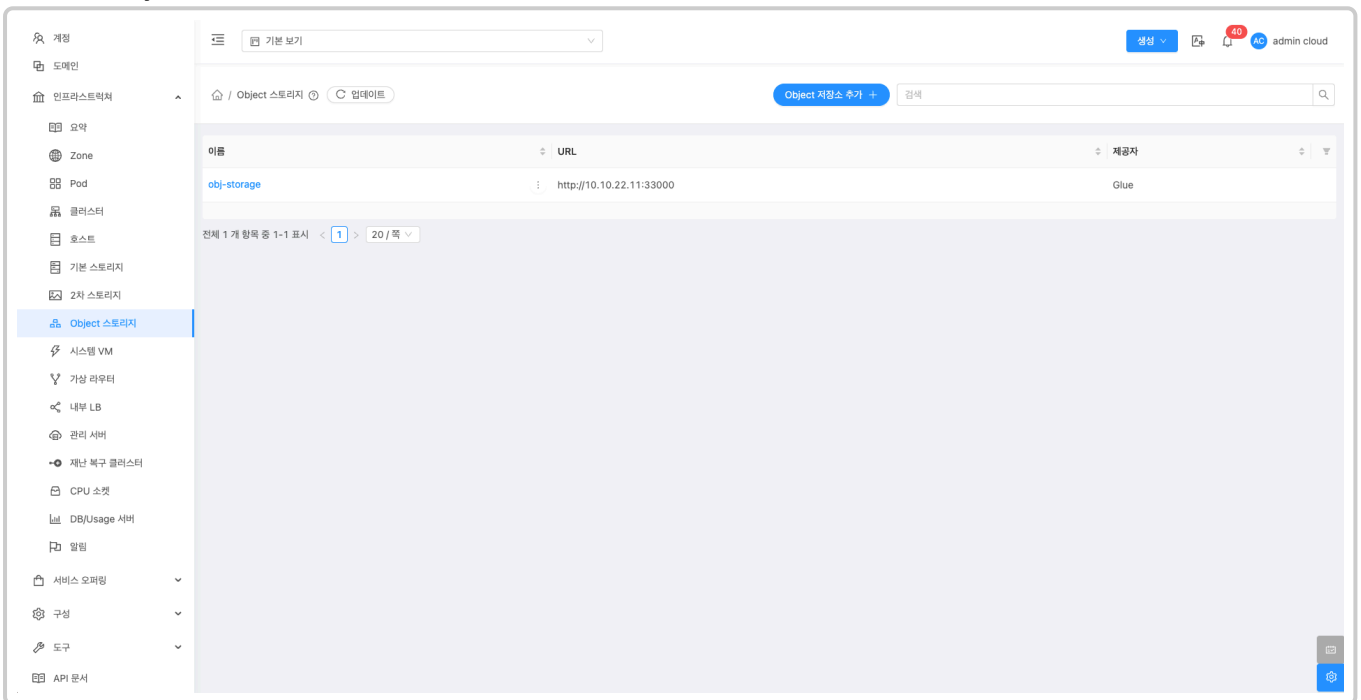 계정
기본 보기
생성
40
AC
admin cloud
도메인
인프라스트럭쳐
/ Object 스토리지
업데이트
Object 저장소 추가 +
검색
요약
Zone
Pod
클러스터
호스트
기본 스토리지
2차 스토리지
Object 스토리지
시스템 VM
가상 라우터
내부 LB
관리 서버
재난 복구 클러스터
CPU 소켓
DB/Usage 서버
알림
서비스 오퍼링
구성
도구
API 문서
이름 URL 제공자
obj-storage http://10.10.22.11:33000 Glue
전체 1 개 항목 중 1-1 표시 < 1 > 20 / 쪽